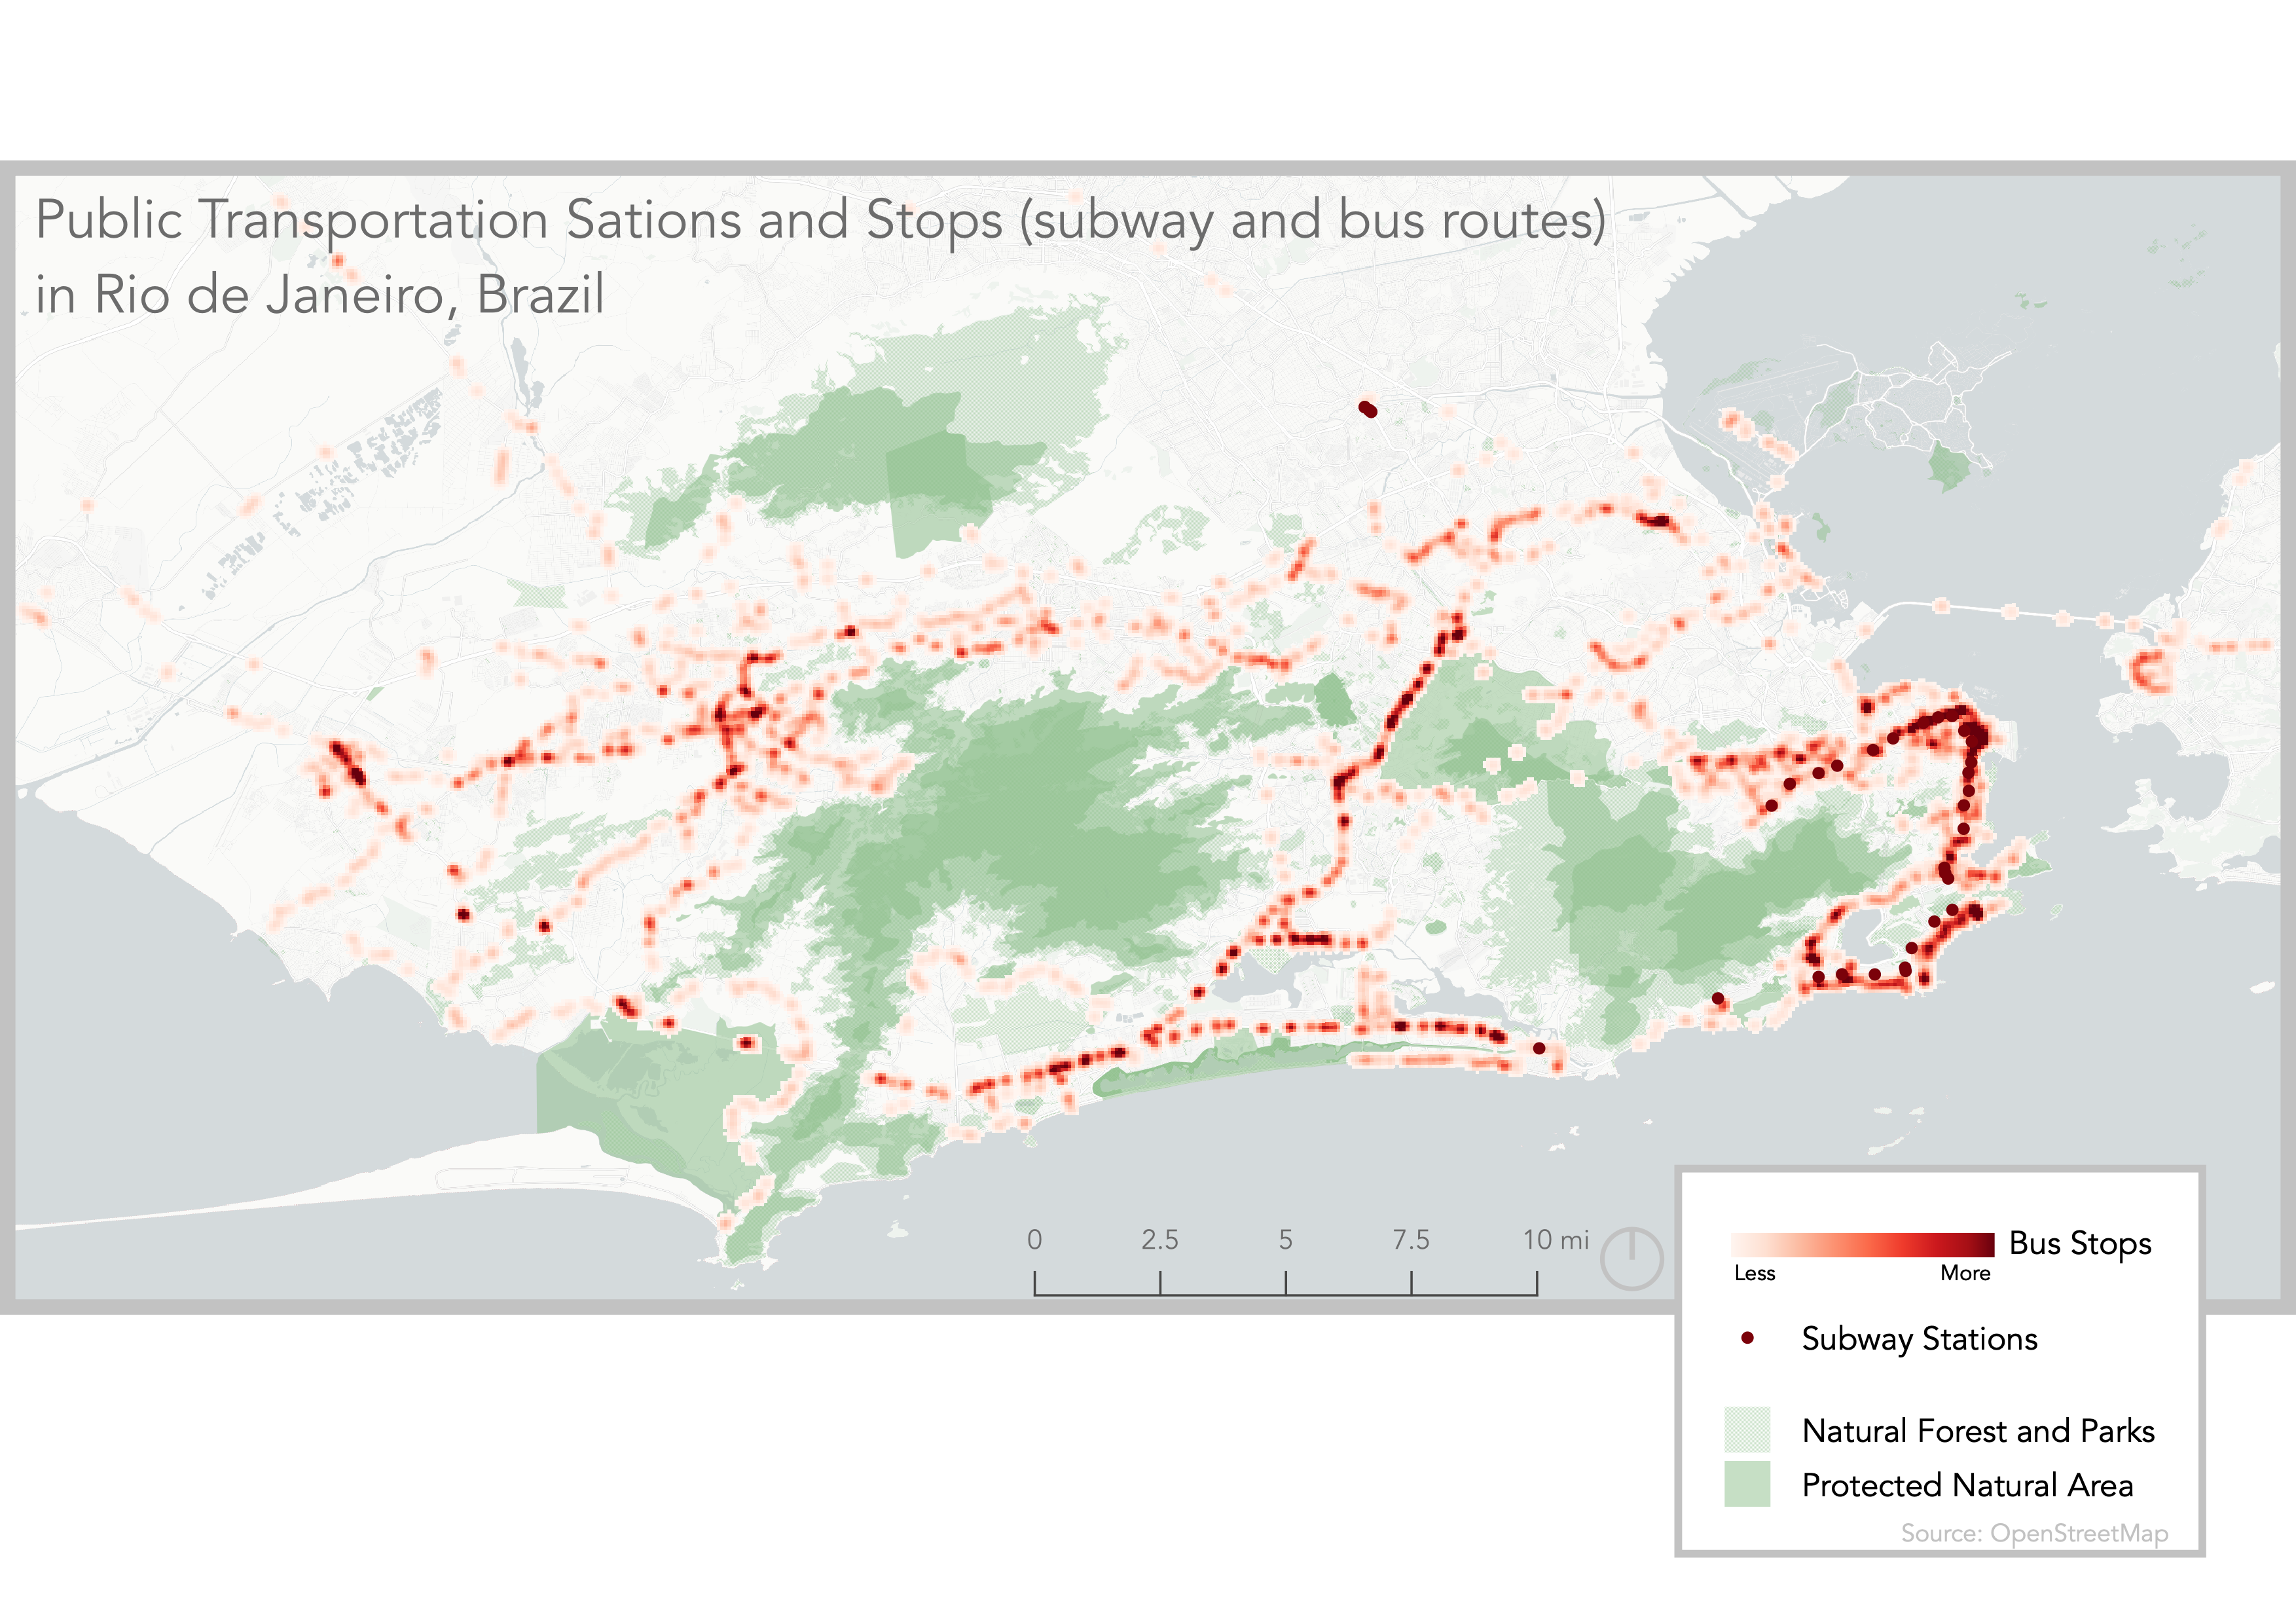 Public Transportation Sations and Stops (subway and bus routes)
in Rio de Janeiro, Brazil
0 2.5 5 7.5 10 mi
Bus Stops
Less More
Subway Stations
Natural Forest and Parks
Protected Natural Area
Source: OpenStreetMap